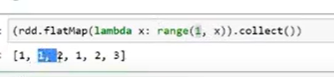 (rdd.flatMap(lambda x: range(1, x)).collect())
[1, 1, 2, 1, 2, 3]